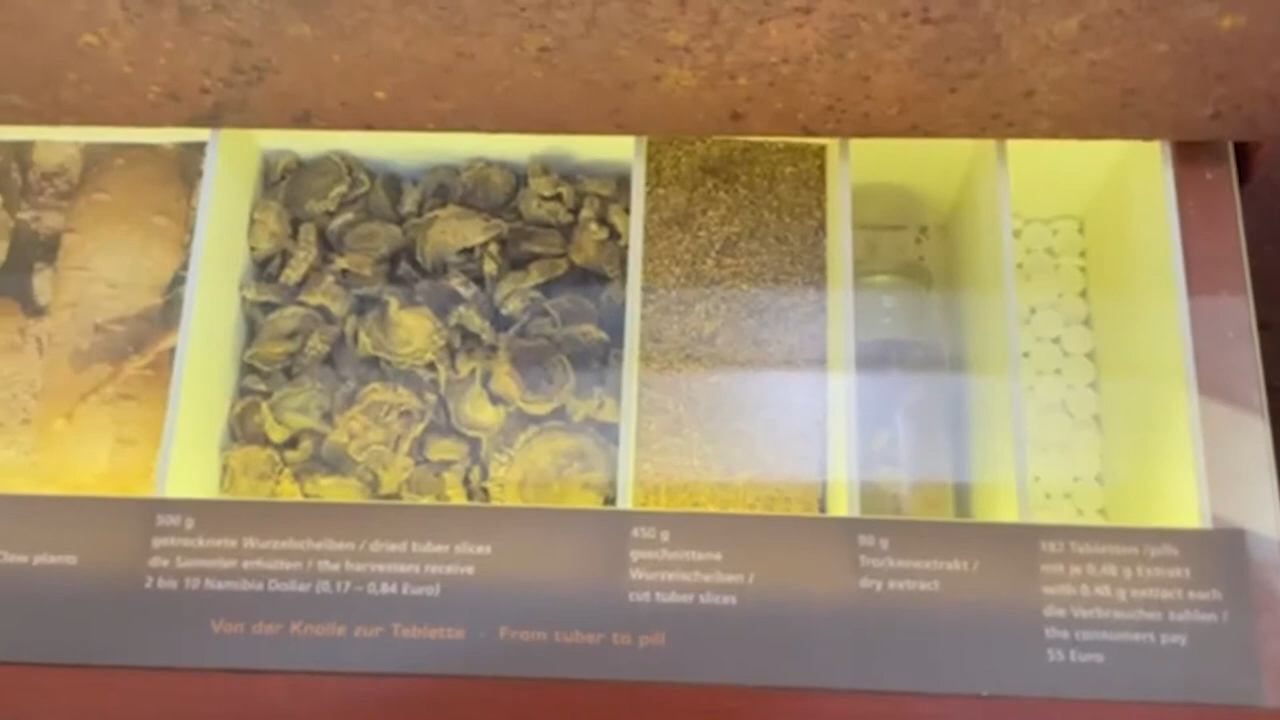 Claw plants
500 g
getrocknete Wurzelscheiben / dried tuber slices
die Sammler erhalten / the harvesters receive
2 bis 10 Namibia Dollar (0,17 – 0,84 Euro)
450 g
geschnittene
Wurzelscheiben /
cut tuber slices
90 g
Trockenextrakt /
dry extract
187 Tabletten /pills
mit je 0,48 g Extrakt
with 0.48 g extract each
die Verbraucher zahlen /
the consumers pay
55 Euro
Von der Knolle zur Tablette · From tuber to pill